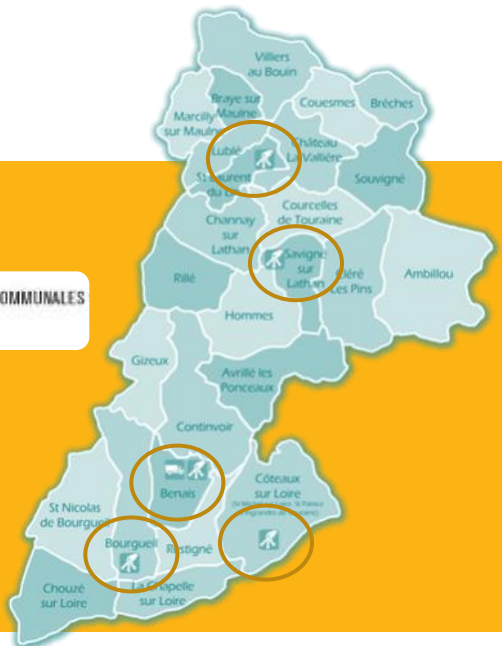 Villiers
au Bouin
Braye sur
Maulne
Couesmes
Brèches
Marcilly
sur Maulne
Lublé
Château
La Vallière
St Laurent
du
Souvigné
Courcelles
de Touraine
Channay
sur
Lathan
Savigné
sur
Lathan
Cléré
Les Pins
Ambillou
Rillé
OMMUNALES
Hommes
Gizeux
Avrillé les
Ponceaux
Continvoir
Benais
Côteaux
sur Loire
St Nicolas
de Bourgueil
Bourgueil
Restigné
Chouzé
sur Loire
La Chapelle
sur Loire